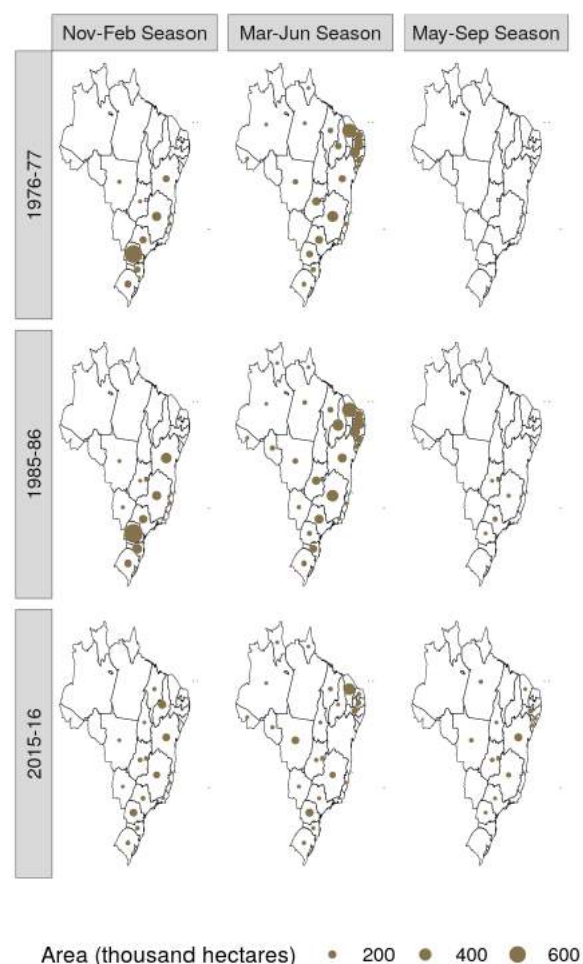 Nov-Feb Season Mar-Jun Season May-Sep Season
1976-77
1985-86
2015-16
Area (thousand hectares) 200 400 600